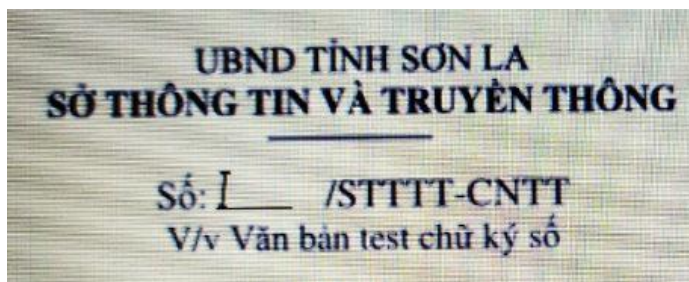 UBND TỈNH SƠN LA
SỞ THÔNG TIN VÀ TRUYỀN THÔNG
Số: /STTTT-CNTT
V/v Văn bản test chữ ký số